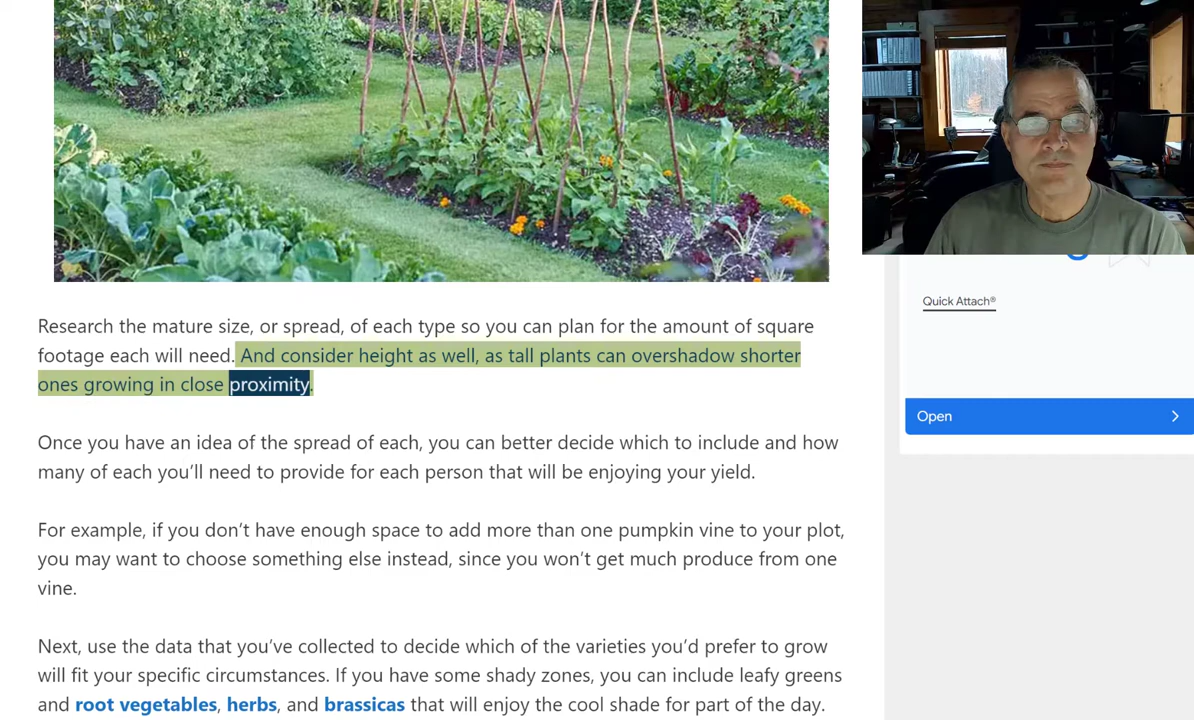 Research the mature size, or spread, of each type so you can plan for the amount of square
footage each will need. And consider height as well, as tall plants can overshadow shorter
ones growing in close proximity.
Once you have an idea of the spread of each, you can better decide which to include and how
many of each you’ll need to provide for each person that will be enjoying your yield.
For example, if you don’t have enough space to add more than one pumpkin vine to your plot,
you may want to choose something else instead, since you won’t get much produce from one
vine.
Next, use the data that you’ve collected to decide which of the varieties you’d prefer to grow
will fit your specific circumstances. If you have some shady zones, you can include leafy greens
and root vegetables, herbs, and brassicas that will enjoy the cool shade for part of the day.
Quick Attach®
Open